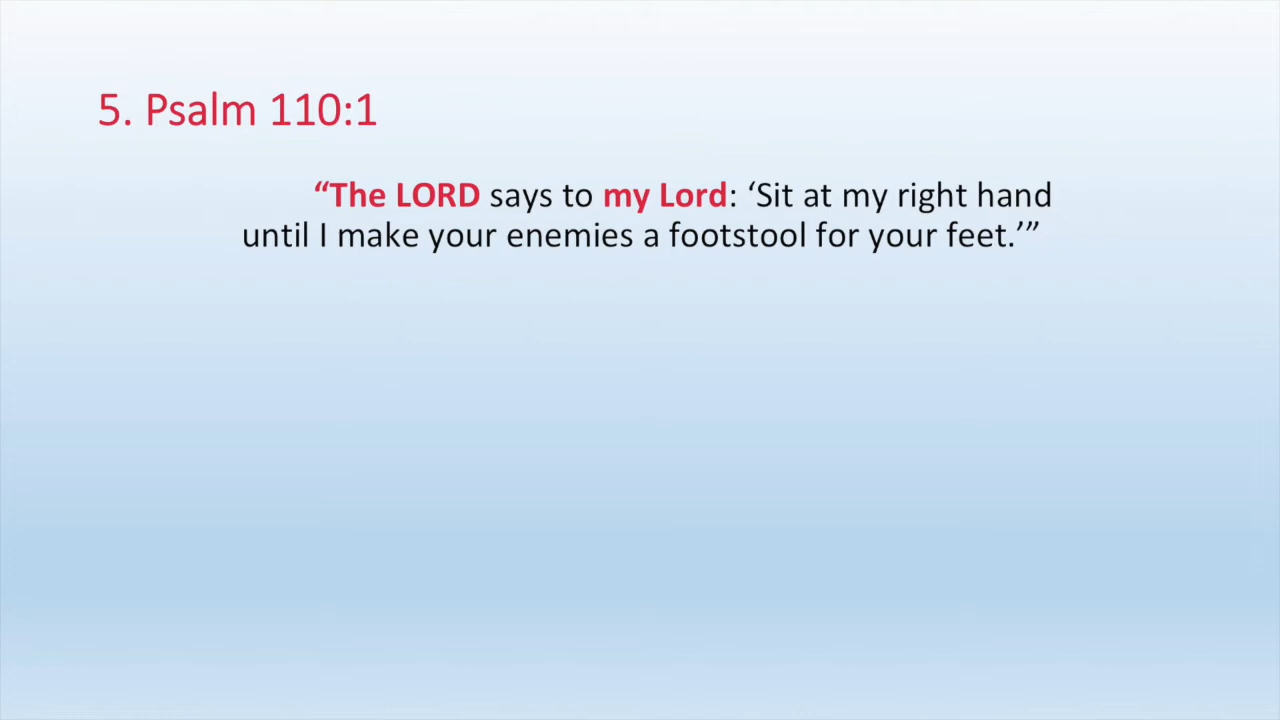 5. Psalm 110:1
“The LORD says to my Lord: ‘Sit at my right hand
until I make your enemies a footstool for your feet.’”